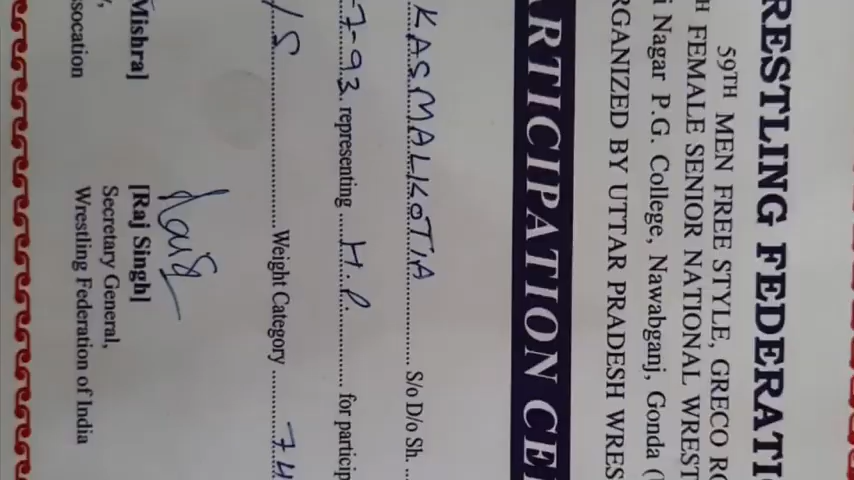 RESTLING FEDERATI
59TH MEN FREE STYLE, GRECO RO
H FEMALE SENIOR NATIONAL WREST
i Nagar P.G. College, Nawabganj, Gonda (
RGANIZED BY UTTAR PRADESH WRES
ARTICIPATION CE
KASMALKOTIA S/o D/o Sh.
7-93 representing H.P. for particip
/S Weight Category 74
Mishra] [Raj Singh]
Secretary General,
ssocation Wrestling Federation of India